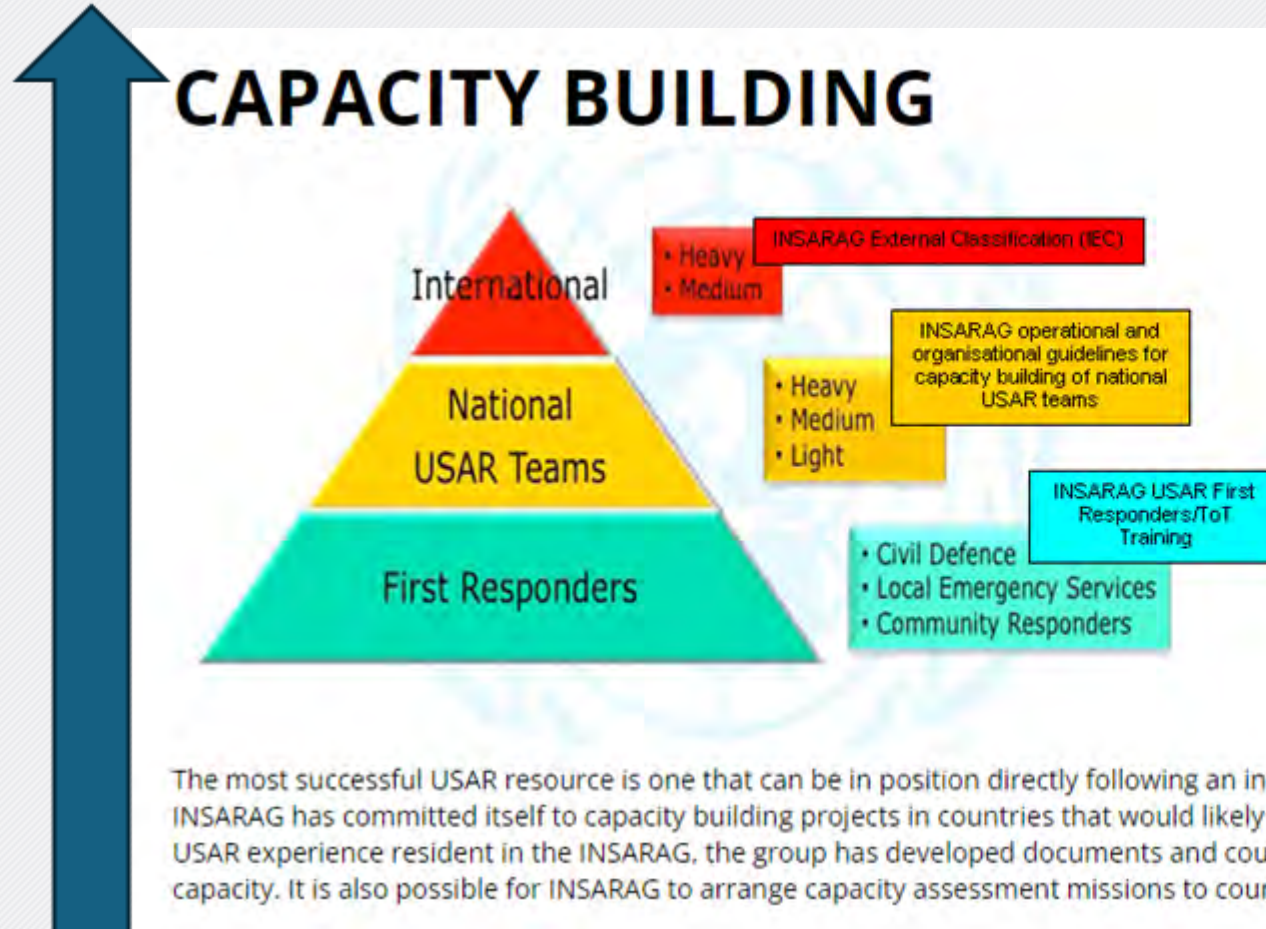 CAPACITY BUILDING
International
• Heavy
• Medium
INSARAG External Classification (IEC)
National
USAR Teams
• Heavy
• Medium
• Light
INSARAG operational and
organisational guidelines for
capacity building of national
USAR teams
First Responders
• Civil Defence
• Local Emergency Services
• Community Responders
INSARAG USAR First
Responders/ToT
Training
The most successful USAR resource is one that can be in position directly following an in
INSARAG has committed itself to capacity building projects in countries that would likely
USAR experience resident in the INSARAG, the group has developed documents and cou
capacity. It is also possible for INSARAG to arrange capacity assessment missions to cour